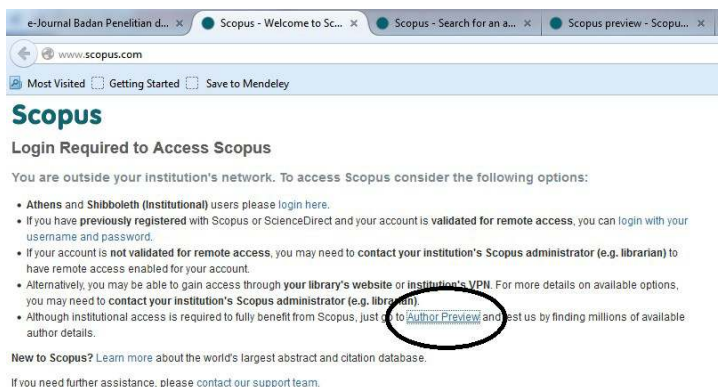 e-Journal Badan Penelitian d... × Scopus - Welcome to Sc... × Scopus - Search for an a... × Scopus preview - Scopu... ×
www.scopus.com
Most Visited Getting Started Save to Mendeley
Scopus
Login Required to Access Scopus
You are outside your institution's network. To access Scopus consider the following options:
• Athens and Shibboleth (Institutional) users please login here.
• If you have previously registered with Scopus or ScienceDirect and your account is validated for remote access, you can login with your
username and password.
• If your account is not validated for remote access, you may need to contact your institution's Scopus administrator (e.g. librarian) to
have remote access enabled for your account.
• Alternatively, you may be able to gain access through your library's website or institution's VPN. For more details on available options,
you may need to contact your institution's Scopus administrator (e.g. librarian).
• Although institutional access is required to fully benefit from Scopus, just go to Author Preview and test us by finding millions of available
author details.
New to Scopus? Learn more about the world's largest abstract and citation database.
If you need further assistance, please contact our support team.